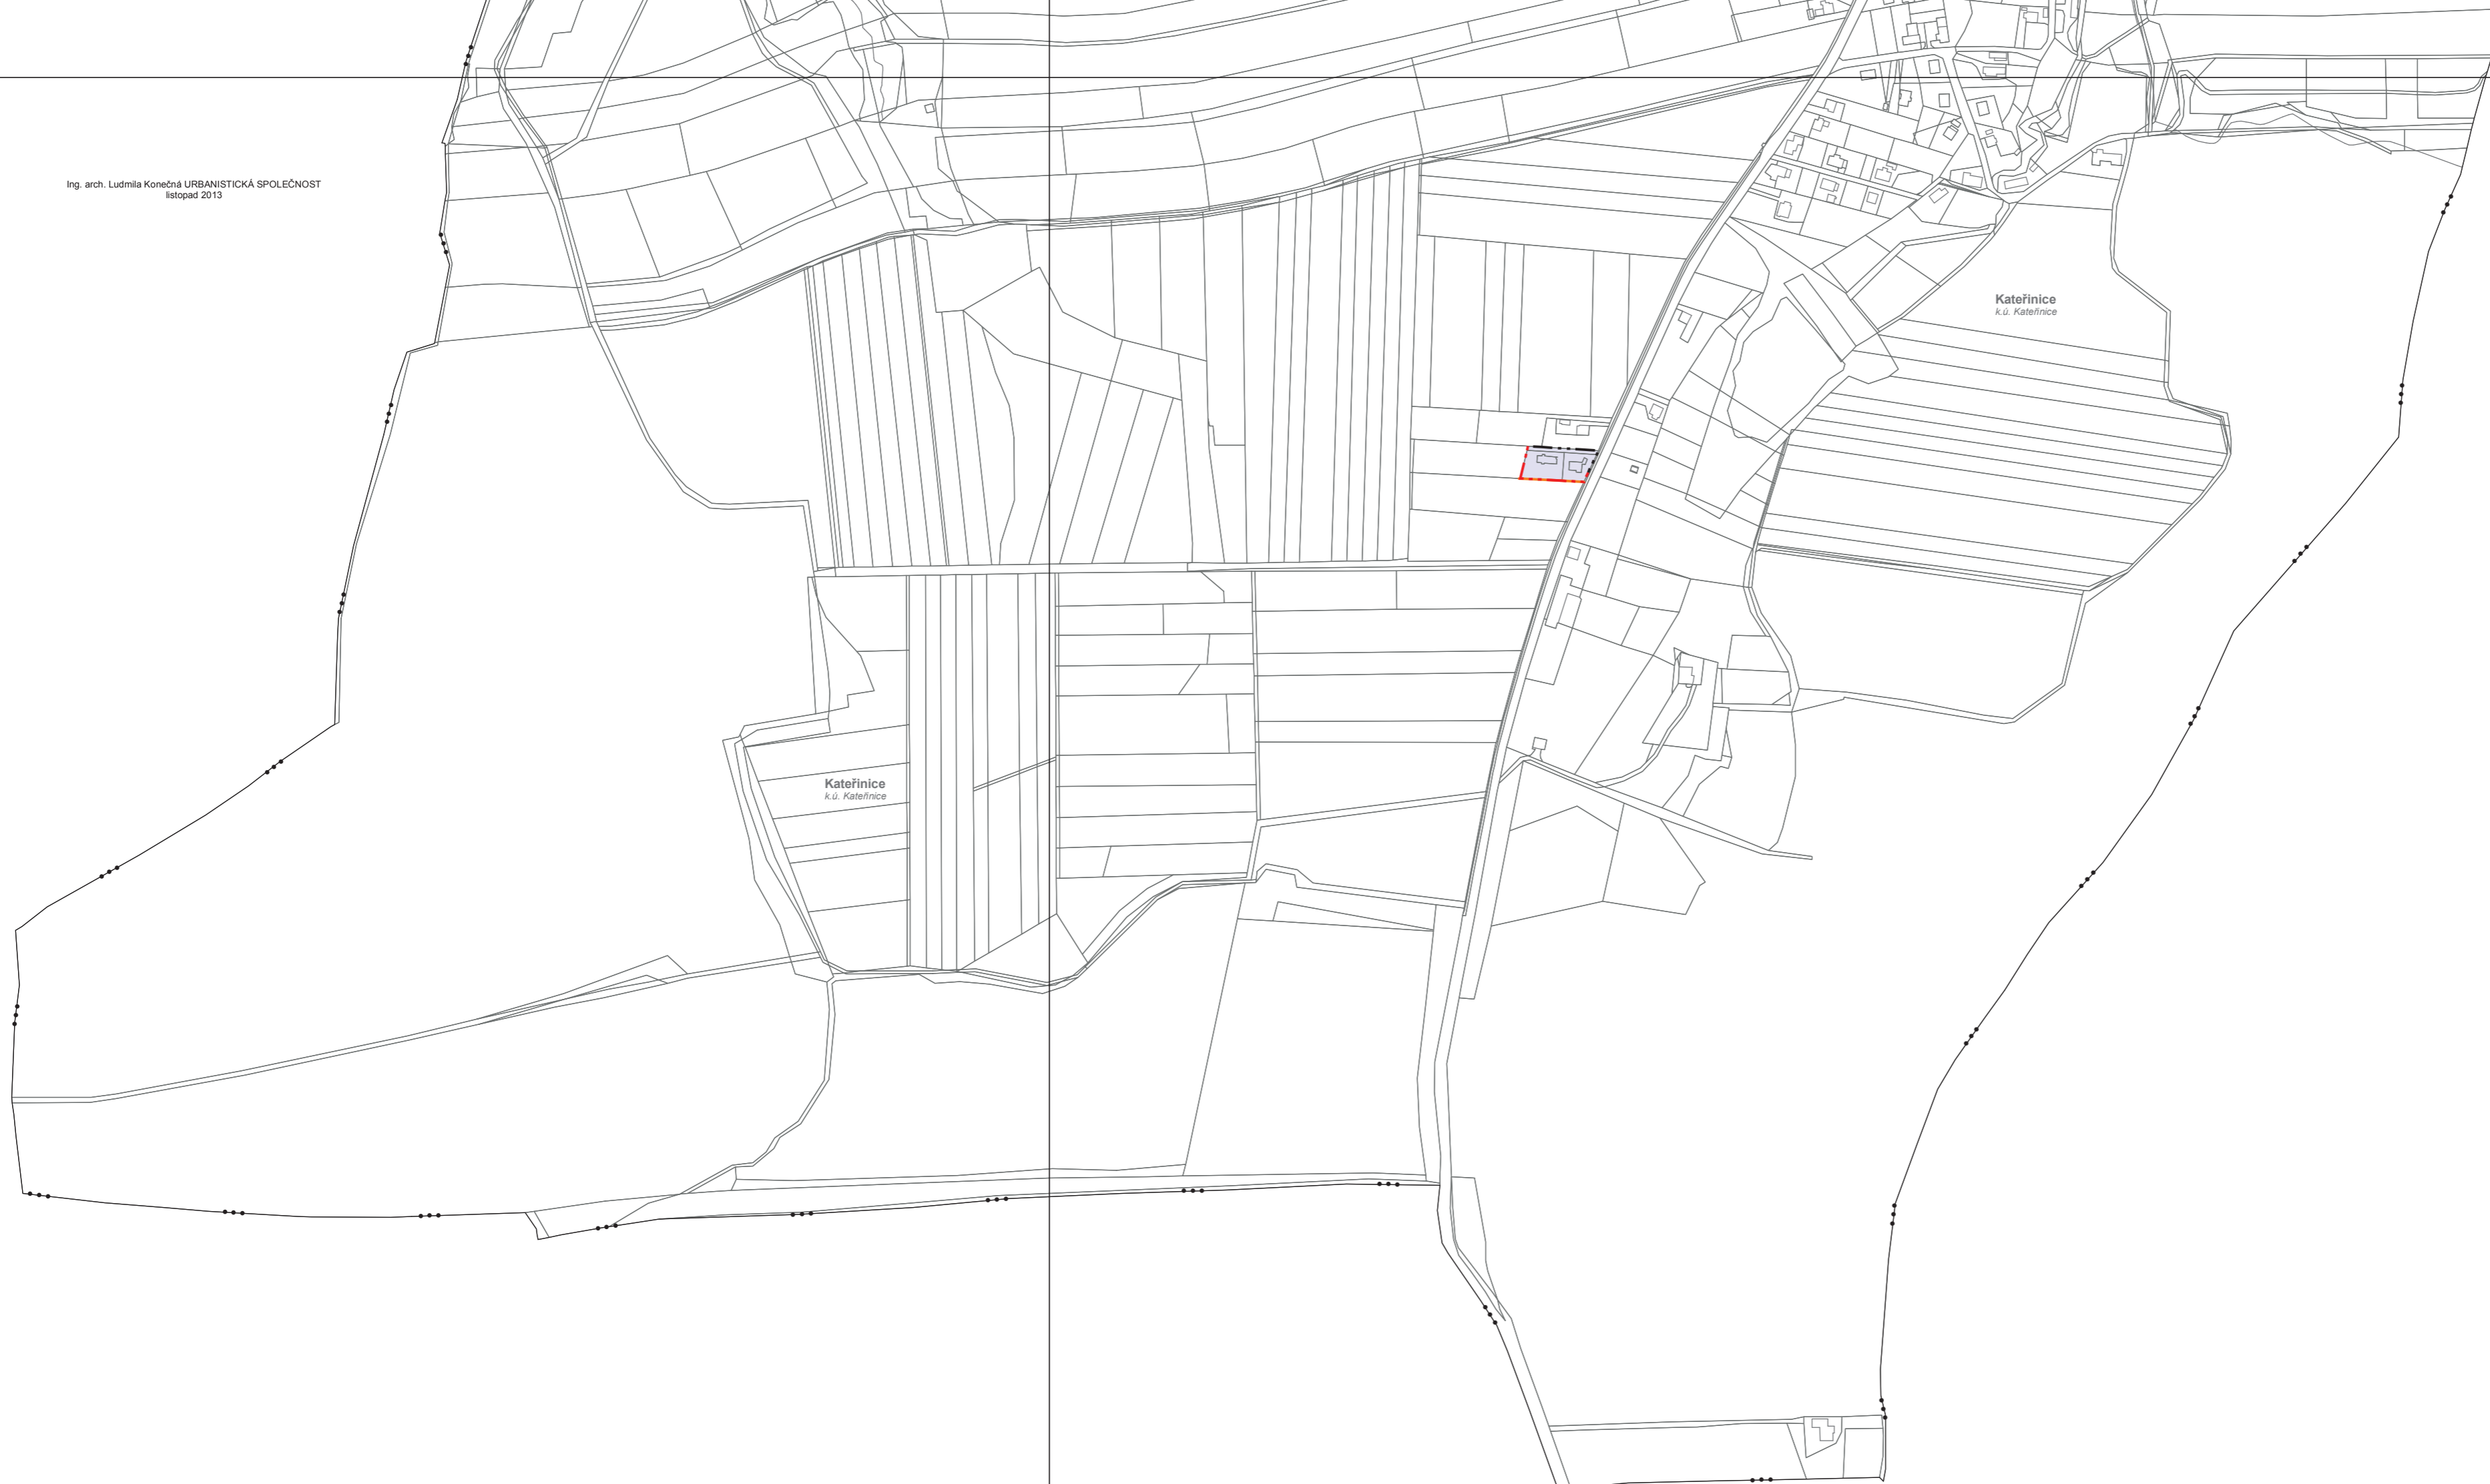 Ing. arch. Ludmila Konečná URBANISTICKÁ SPOLEČNOST
listopad 2013
Kateřinice
k.ú. Kateřinice
Kateřinice
k.ú. Kateřinice